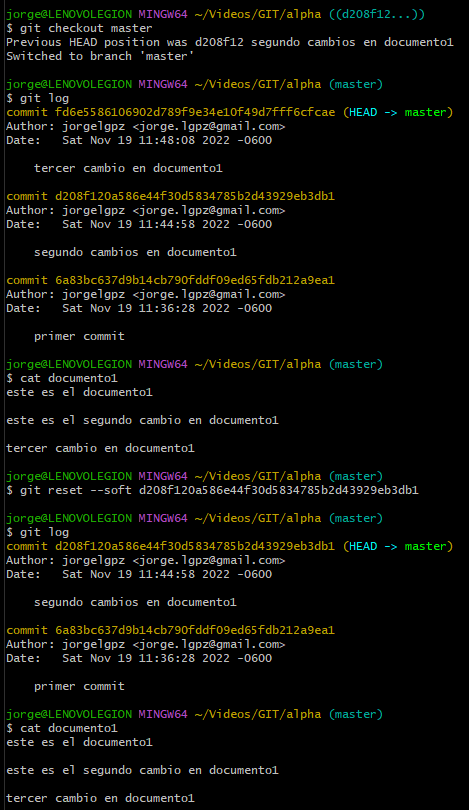 jorge@LENOVOLEGION MINGW64 ~/Videos/GIT/alpha ((d208f12...))
$ git checkout master
Previous HEAD position was d208f12 segundo cambios en documento1
Switched to branch 'master'
jorge@LENOVOLEGION MINGW64 ~/Videos/GIT/alpha (master)
$ git log
commit fd6e5586106902d789f9e34e10f49d7fff6cfcae (HEAD -> master)
Author: jorgelgpz <jorge.lgpz@gmail.com>
Date:   Sat Nov 19 11:48:08 2022 -0600
    tercer cambio en documento1
commit d208f120a586e44f30d5834785b2d43929eb3db1
Author: jorgelgpz <jorge.lgpz@gmail.com>
Date:   Sat Nov 19 11:44:58 2022 -0600
    segundo cambios en documento1
commit 6a83bc637d9b14cb790fddf09ed65fdb212a9ea1
Author: jorgelgpz <jorge.lgpz@gmail.com>
Date:   Sat Nov 19 11:36:28 2022 -0600
    primer commit
jorge@LENOVOLEGION MINGW64 ~/Videos/GIT/alpha (master)
$ cat documento1
este es el documento1
este es el segundo cambio en documento1
tercer cambio en documento1
jorge@LENOVOLEGION MINGW64 ~/Videos/GIT/alpha (master)
$ git reset --soft d208f120a586e44f30d5834785b2d43929eb3db1
jorge@LENOVOLEGION MINGW64 ~/Videos/GIT/alpha (master)
$ git log
commit d208f120a586e44f30d5834785b2d43929eb3db1 (HEAD -> master)
Author: jorgelgpz <jorge.lgpz@gmail.com>
Date:   Sat Nov 19 11:44:58 2022 -0600
    segundo cambios en documento1
commit 6a83bc637d9b14cb790fddf09ed65fdb212a9ea1
Author: jorgelgpz <jorge.lgpz@gmail.com>
Date:   Sat Nov 19 11:36:28 2022 -0600
    primer commit
jorge@LENOVOLEGION MINGW64 ~/Videos/GIT/alpha (master)
$ cat documento1
este es el documento1
este es el segundo cambio en documento1
tercer cambio en documento1